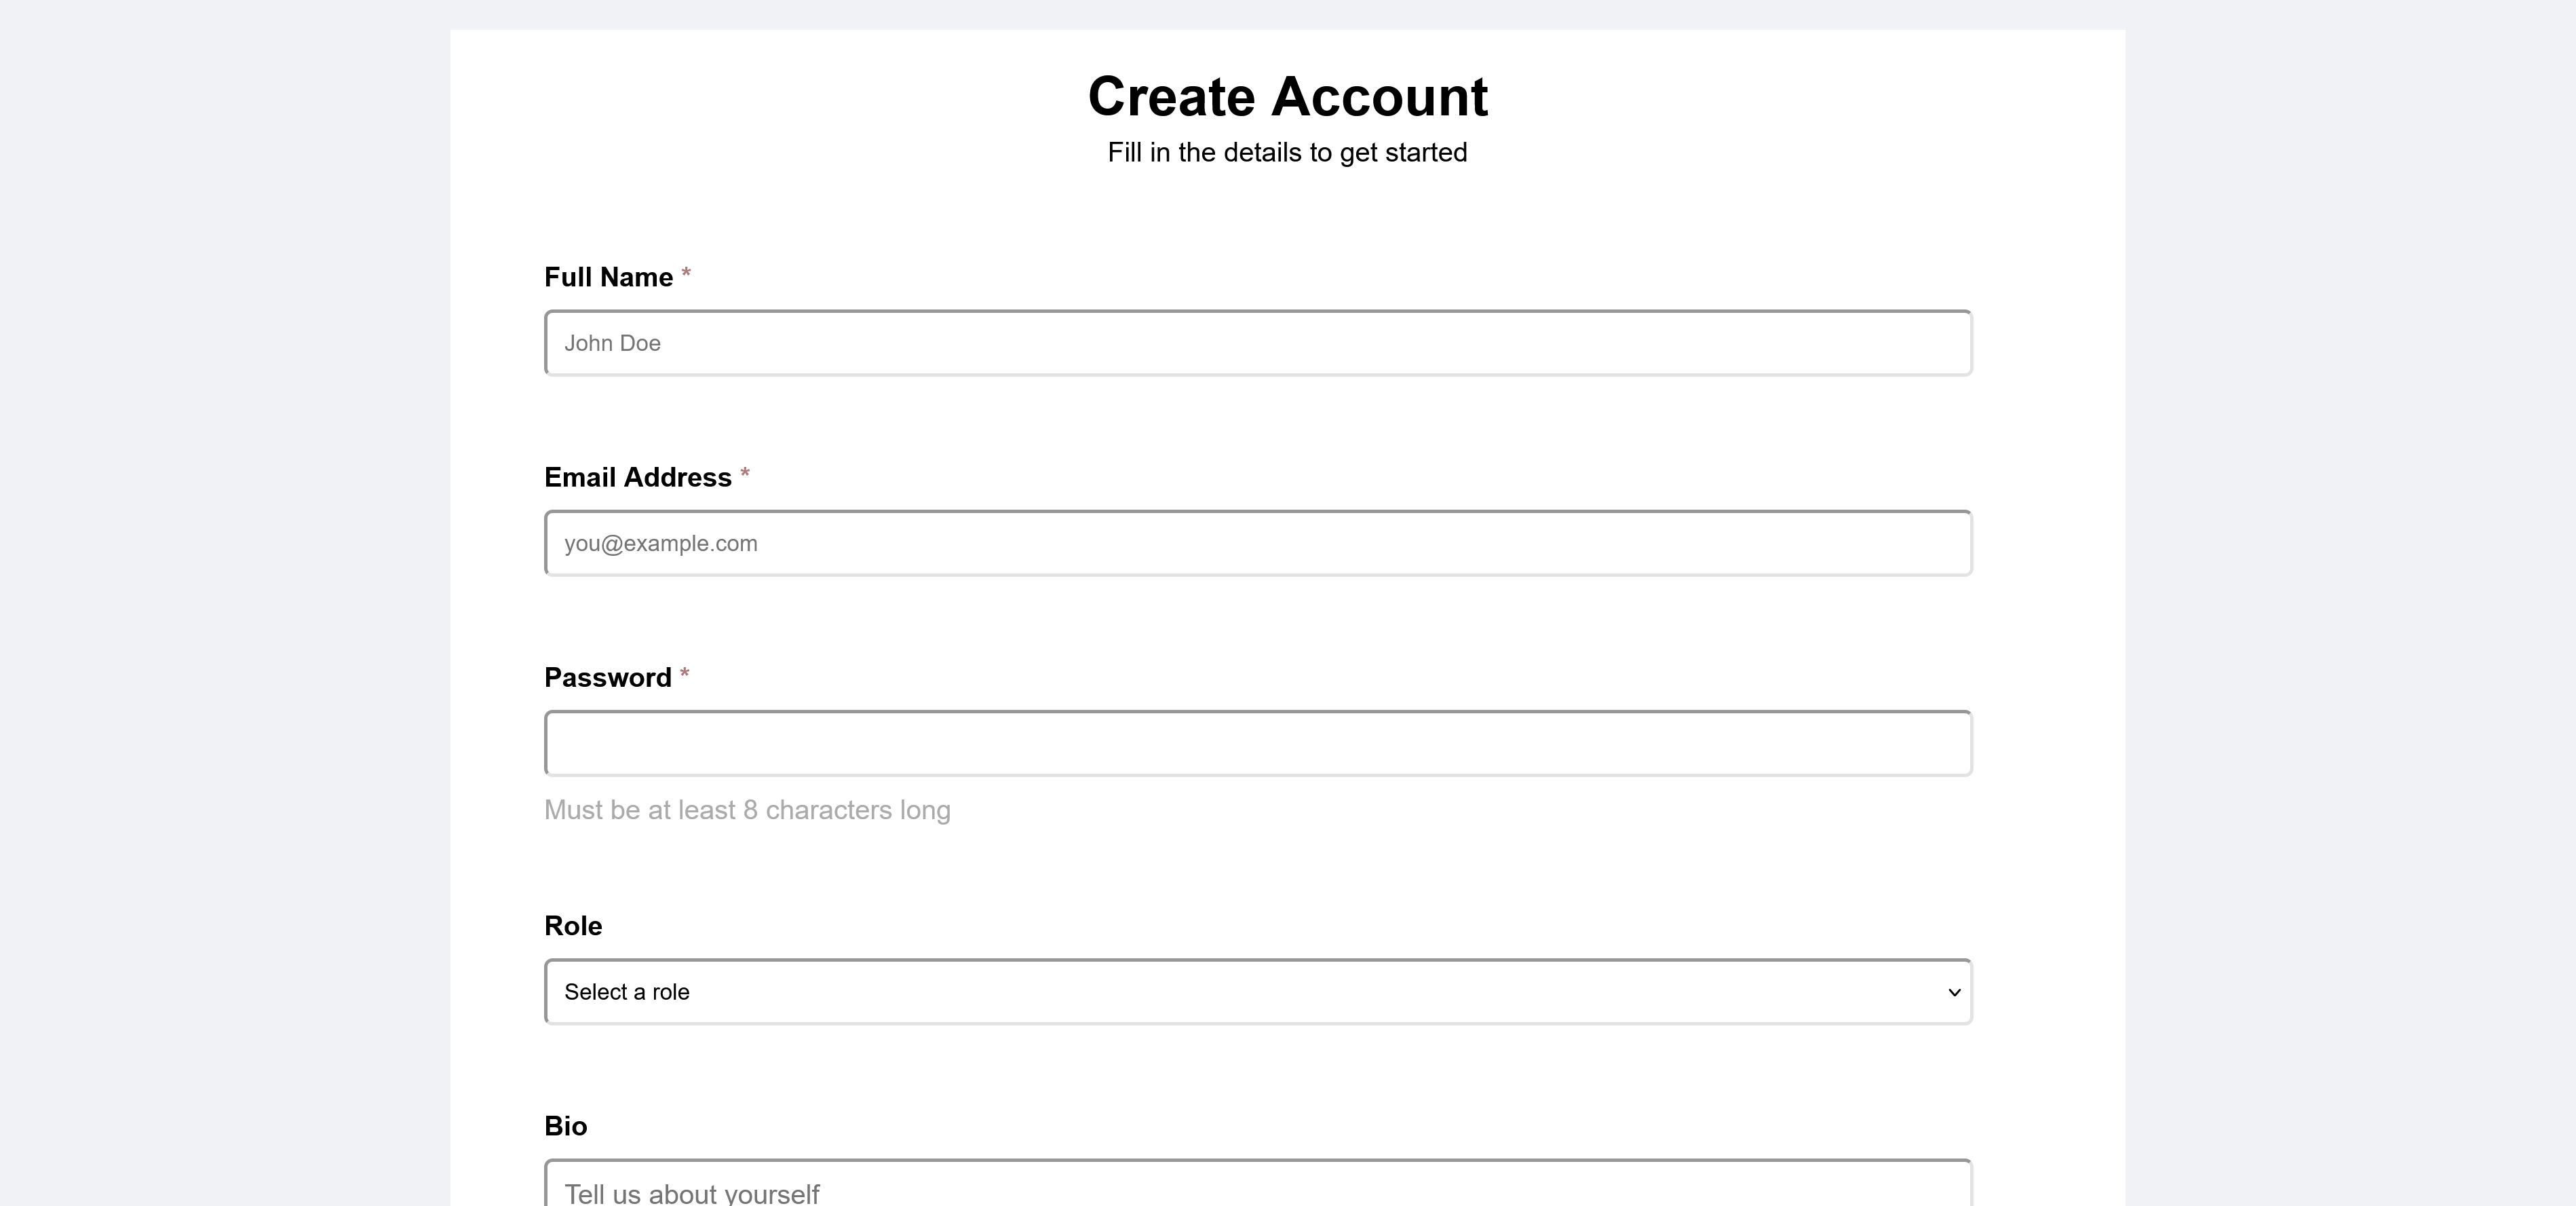 Create Account
Fill in the details to get started
Full Name *
John Doe
Email Address *
you@example.com
Password *
Must be at least 8 characters long
Role
Select a role
Bio
Tell us about yourself